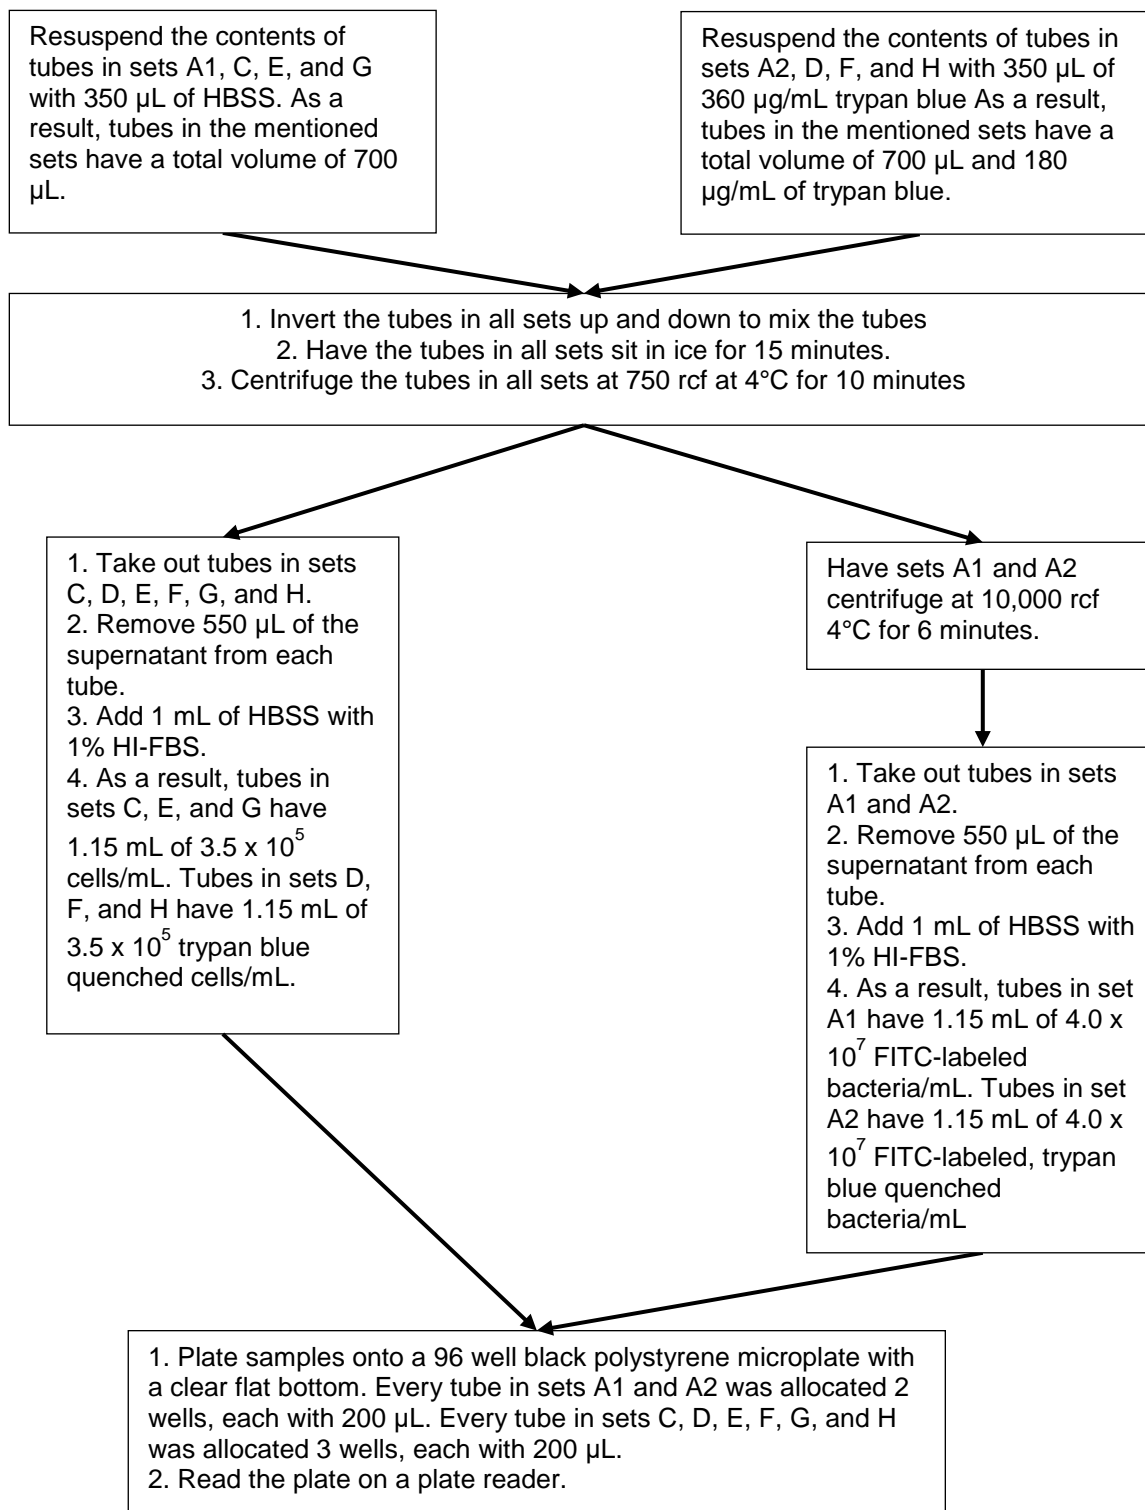 Resuspend the contents of
tubes in sets A1, C, E, and G
with 350 µL of HBSS. As a
result, tubes in the mentioned
sets have a total volume of 700
µL.
Resuspend the contents of tubes in
sets A2, D, F, and H with 350 µL of
360 µg/mL trypan blue As a result,
tubes in the mentioned sets have a
total volume of 700 µL and 180
µg/mL of trypan blue.
1. Invert the tubes in all sets up and down to mix the tubes
2. Have the tubes in all sets sit in ice for 15 minutes.
3. Centrifuge the tubes in all sets at 750 rcf at 4°C for 10 minutes
1. Take out tubes in sets
C, D, E, F, G, and H.
2. Remove 550 µL of the
supernatant from each
tube.
3. Add 1 mL of HBSS with
1% HI-FBS.
4. As a result, tubes in
sets C, E, and G have
1.15 mL of 3.5 x 10⁵
cells/mL. Tubes in sets D,
F, and H have 1.15 mL of
3.5 x 10⁵ trypan blue
quenched cells/mL.
Have sets A1 and A2
centrifuge at 10,000 rcf
4°C for 6 minutes.
1. Take out tubes in sets
A1 and A2.
2. Remove 550 µL of the
supernatant from each
tube.
3. Add 1 mL of HBSS with
1% HI-FBS.
4. As a result, tubes in set
A1 have 1.15 mL of 4.0 x
10⁷ FITC-labeled
bacteria/mL. Tubes in set
A2 have 1.15 mL of 4.0 x
10⁷ FITC-labeled, trypan
blue quenched
bacteria/mL
1. Plate samples onto a 96 well black polystyrene microplate with
a clear flat bottom. Every tube in sets A1 and A2 was allocated 2
wells, each with 200 µL. Every tube in sets C, D, E, F, G, and H
was allocated 3 wells, each with 200 µL.
2. Read the plate on a plate reader.